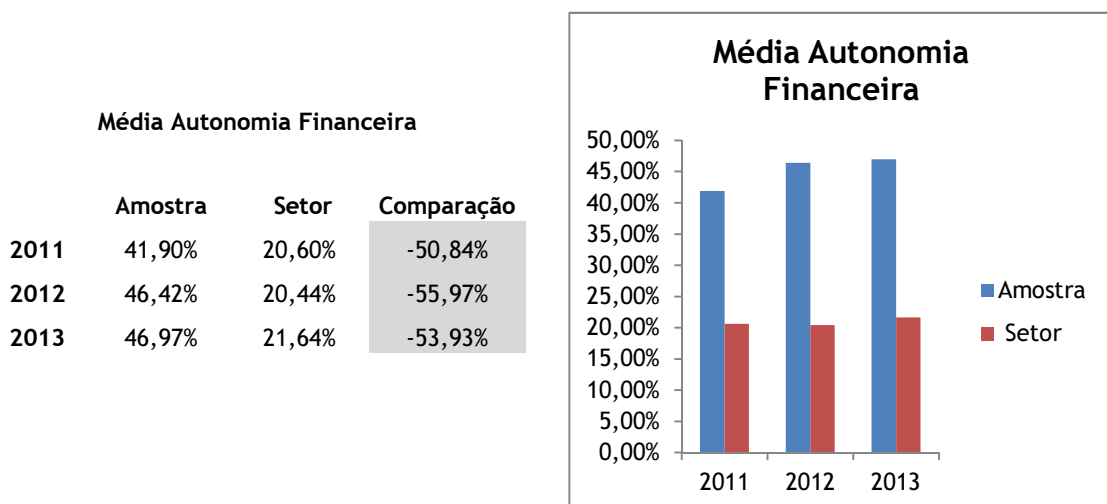 Média Autonomia Financeira
Amostra Setor Comparação
2011 41,90% 20,60% -50,84%
2012 46,42% 20,44% -55,97%
2013 46,97% 21,64% -53,93%
Média Autonomia
Financeira
50,00%
45,00%
40,00%
35,00%
30,00%
25,00%
20,00%
15,00%
10,00%
5,00%
0,00%
2011 2012 2013
Amostra
Setor